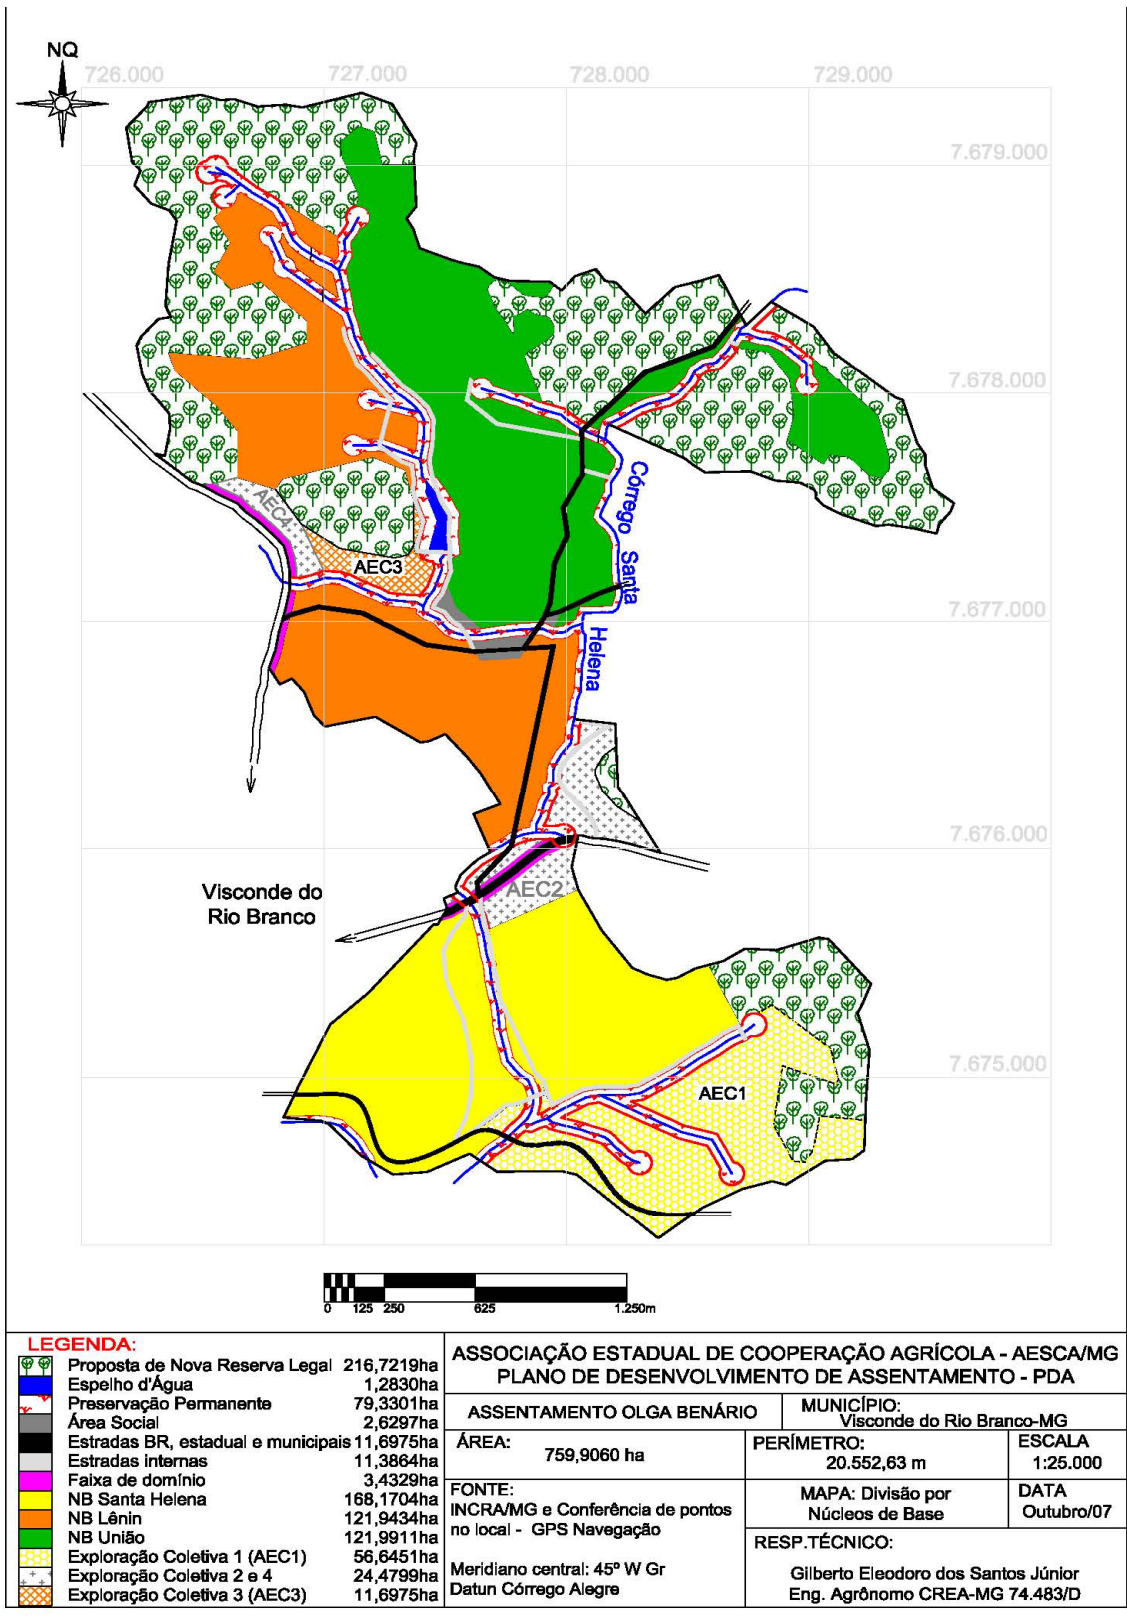 NQ
726.000
727.000
728.000
729.000
7.679.000
7.678.000
AEC4
AEC3
Córrego Santa Helena
7.677.000
7.676.000
AEC2
Visconde do
Rio Branco
7.675.000
AEC1
0 125 250 625 1.250m
LEGENDA:
Proposta de Nova Reserva Legal 216,7219ha
Espelho d'Água 1,2830ha
Preservação Permanente 79,3301ha
Área Social 2,6297ha
Estradas BR, estadual e municipais 11,6975ha
Estradas internas 11,3864ha
Faixa de domínio 3,4329ha
NB Santa Helena 168,1704ha
NB Lênin 121,9434ha
NB União 121,9911ha
Exploração Coletiva 1 (AEC1) 56,6451ha
Exploração Coletiva 2 e 4 24,4799ha
Exploração Coletiva 3 (AEC3) 11,6975ha
ASSOCIAÇÃO ESTADUAL DE COOPERAÇÃO AGRÍCOLA - AESCA/MG
PLANO DE DESENVOLVIMENTO DE ASSENTAMENTO - PDA
ASSENTAMENTO OLGA BENÁRIO
MUNICÍPIO:
Visconde do Rio Branco-MG
ÁREA:
759,9060 ha
PERÍMETRO:
20.552,63 m
ESCALA
1:25.000
FONTE:
INCRA/MG e Conferência de pontos
no local - GPS Navegação
Meridiano central: 45º W Gr
Datun Córrego Alegre
MAPA: Divisão por
Núcleos de Base
DATA
Outubro/07
RESP.TÉCNICO:
Gilberto Eleodoro dos Santos Júnior
Eng. Agrônomo CREA-MG 74.483/D